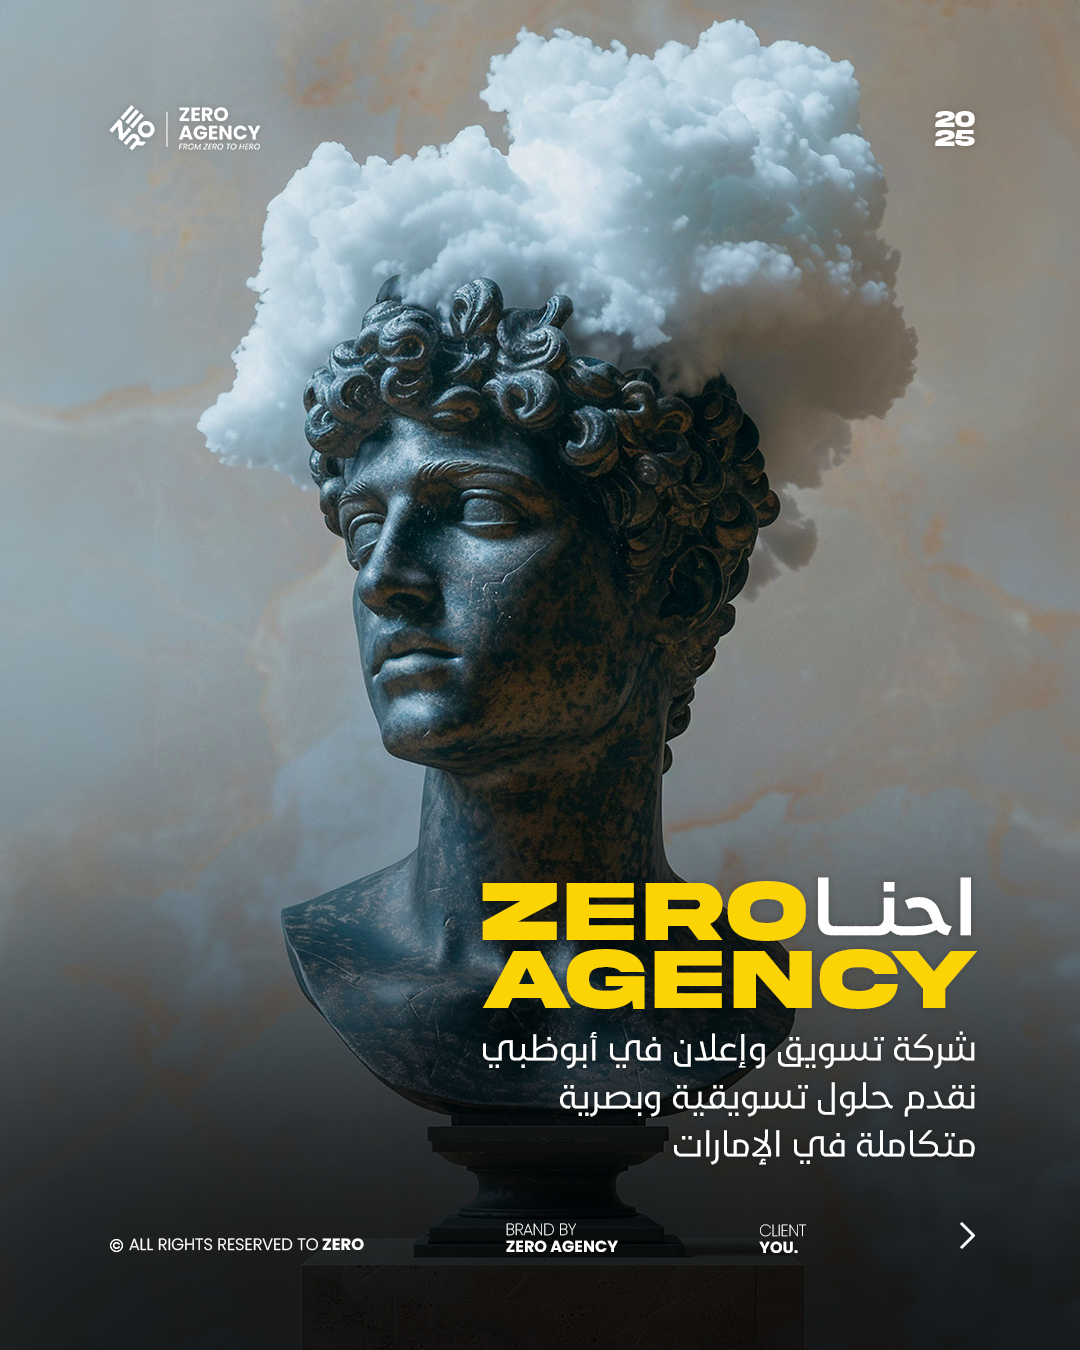 ZERO
ZERO
AGENCY
FROM ZERO TO HERO
20
25
احنا ZERO
AGENCY
شركة تسويق وإعلان في أبوظبي
نقدم حلول تسويقية وبصرية
متكاملة في الإمارات
© ALL RIGHTS RESERVED TO ZERO
BRAND BY
ZERO AGENCY
CLIENT
YOU.